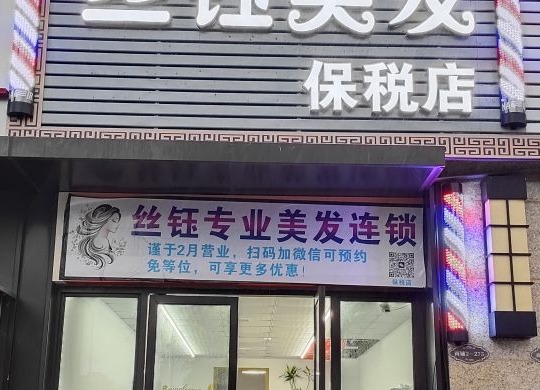 丝钰美发
保税店
丝钰专业美发连锁
谨于2月营业，扫码加微信可预约
免等位，可享更多优惠！
保税店